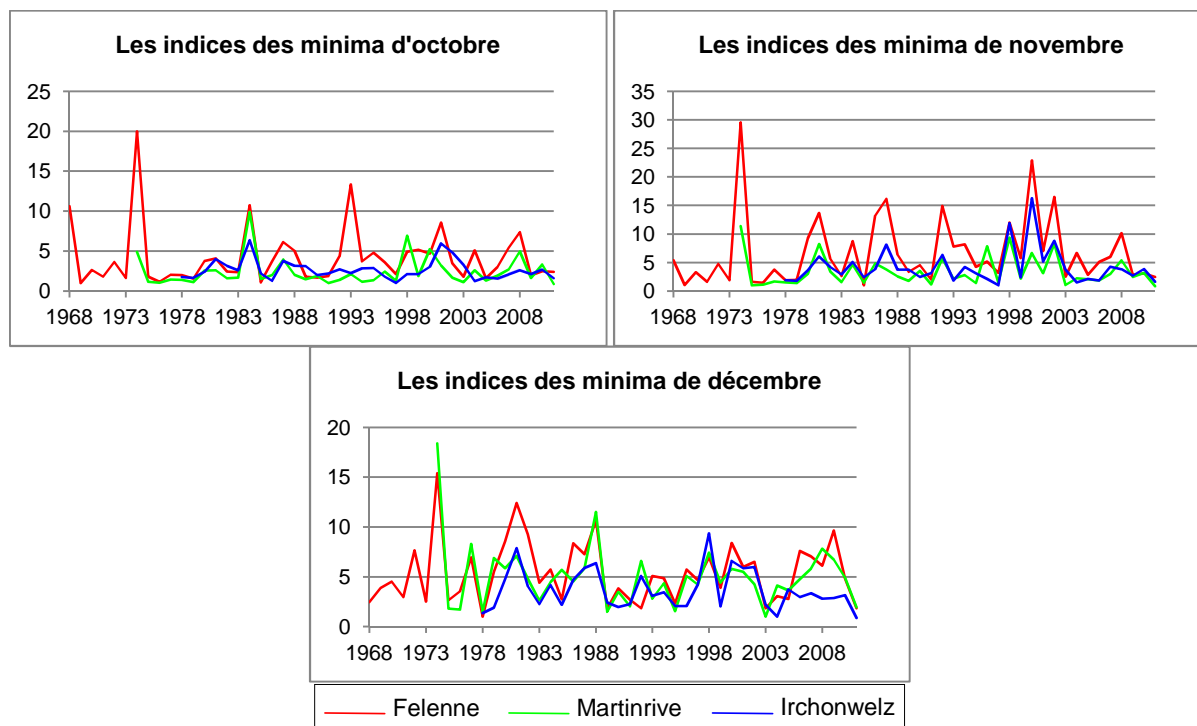 Les indices des minima d'octobre
25
20
15
10
5
0
1968 1973 1978 1983 1988 1993 1998 2003 2008
Les indices des minima de novembre
35
30
25
20
15
10
5
0
1968 1973 1978 1983 1988 1993 1998 2003 2008
Les indices des minima de décembre
20
15
10
5
0
1968 1973 1978 1983 1988 1993 1998 2003 2008
Felenne Martinrive Irchonwelz